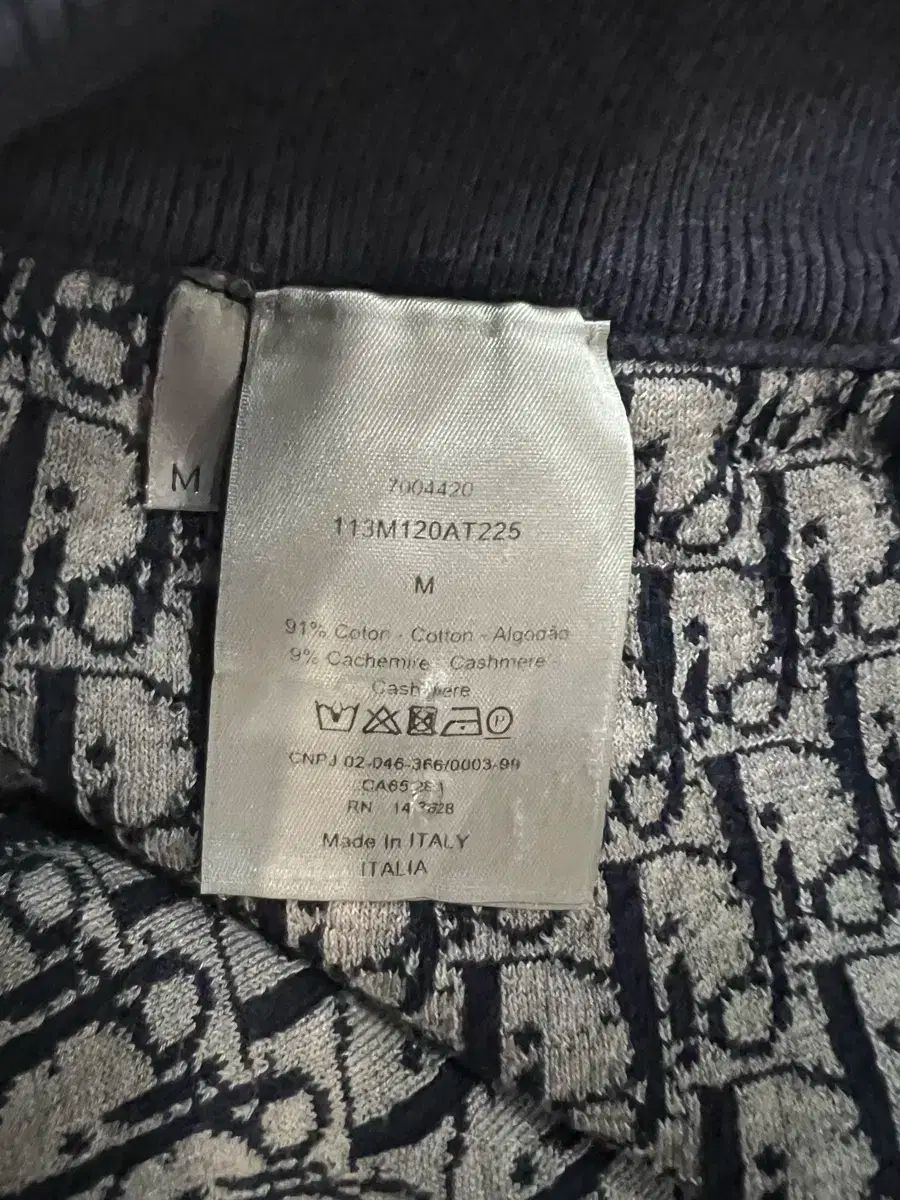 M
7004420
113M120AT225
M
91% Coton - Cotton - Algodão
9% Cachemire - Cashmere -
CNPJ 02-046-366/0003-99
RN
Made In ITALY
ITALIA